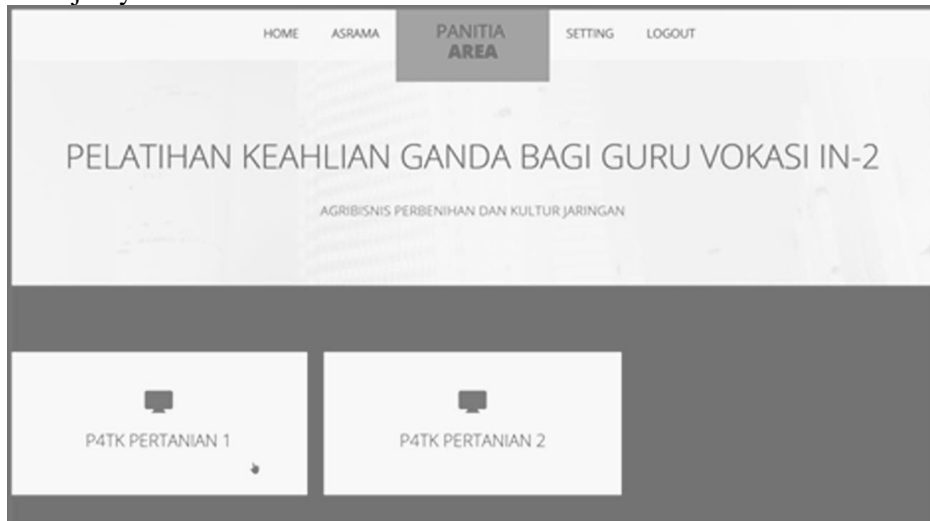 HOME ASRAMA PANITIA AREA SETTING LOGOUT
PELATIHAN KEAHLIAN GANDA BAGI GURU VOKASI IN-2
AGRIBISNIS PERBENIHAN DAN KULTUR JARINGAN
P4TK PERTANIAN 1 P4TK PERTANIAN 2